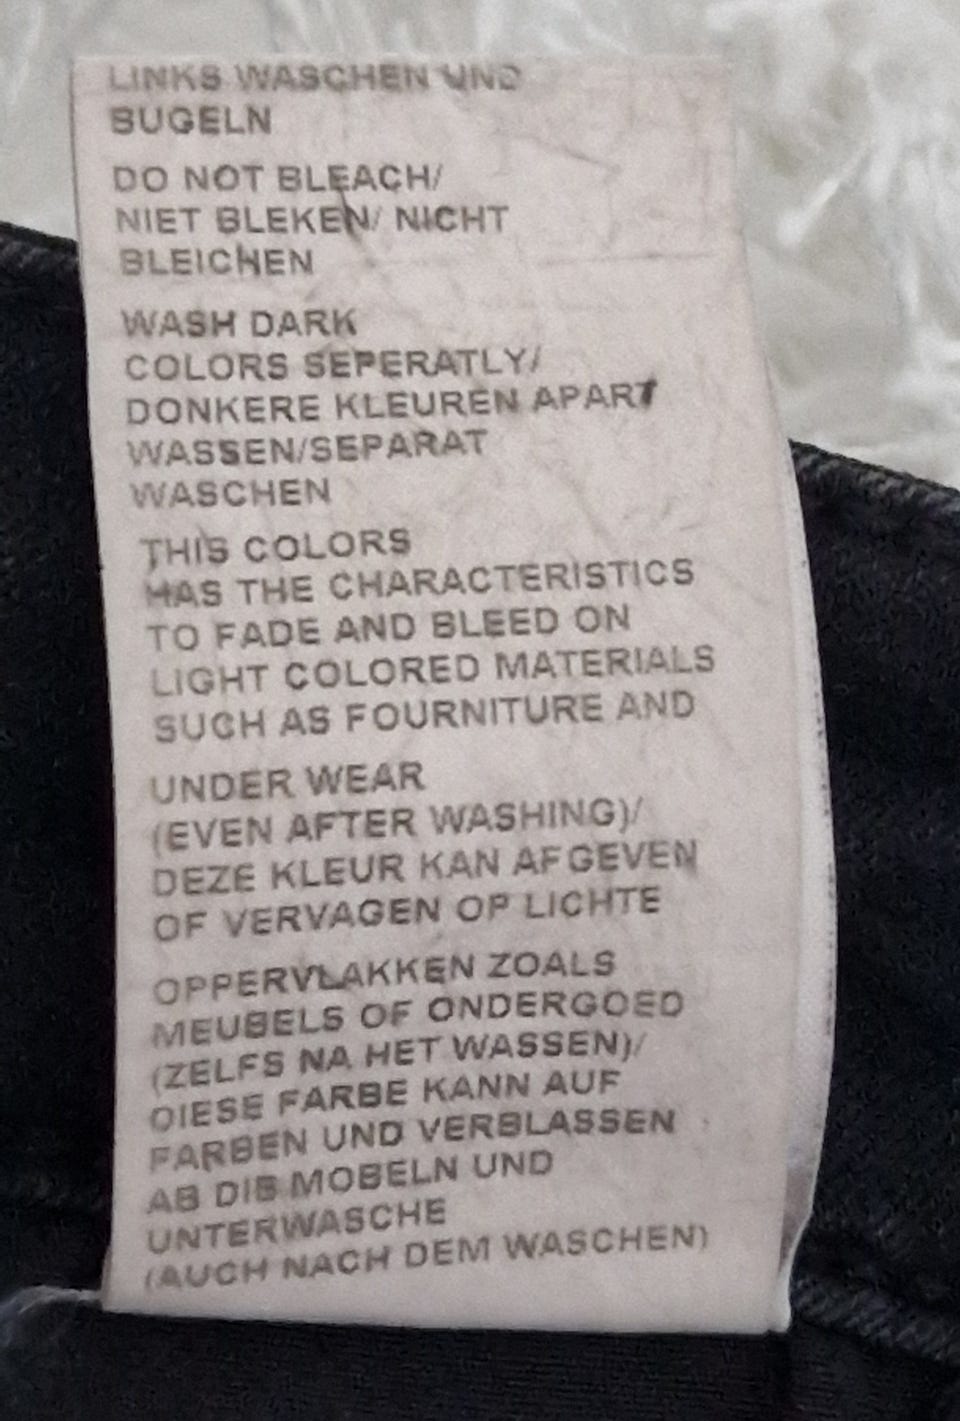 LINKS WASCHEN UND
BUGELN
DO NOT BLEACH/
NIET BLEKEN/ NICHT
BLEICHEN
WASH DARK
COLORS SEPERATLY/
DONKERE KLEUREN APART
WASSEN/SEPARAT
WASCHEN
THIS COLORS
HAS THE CHARACTERISTICS
TO FADE AND BLEED ON
LIGHT COLORED MATERIALS
SUCH AS FOURNITURE AND
UNDER WEAR
(EVEN AFTER WASHING)/
DEZE KLEUR KAN AFGEVEN
OF VERVAGEN OP LICHTE
OPPERVLAKKEN ZOALS
MEUBELS OF ONDERGOED
(ZELFS NA HET WASSEN)/
DIESE FARBE KANN AUF
FARBEN UND VERBLASSEN
AB DIB MOBELN UND
UNTERWASCHE
(AUCH NACH DEM WASCHEN)